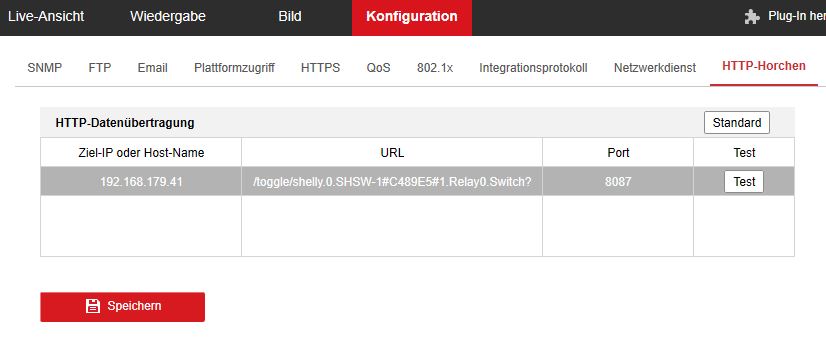 Live-Ansicht Wiedergabe Bild Konfiguration Plug-In her
SNMP FTP Email Plattformzugriff HTTPS QoS 802.1x Integrationsprotokoll Netzwerkdienst HTTP-Horchen
HTTP-Datenübertragung Standard
Ziel-IP oder Host-Name URL Port Test
192.168.179.41 /toggle/shelly.0.SHSW-1#C489E5#1.Relay0.Switch? 8087 Test
Speichern